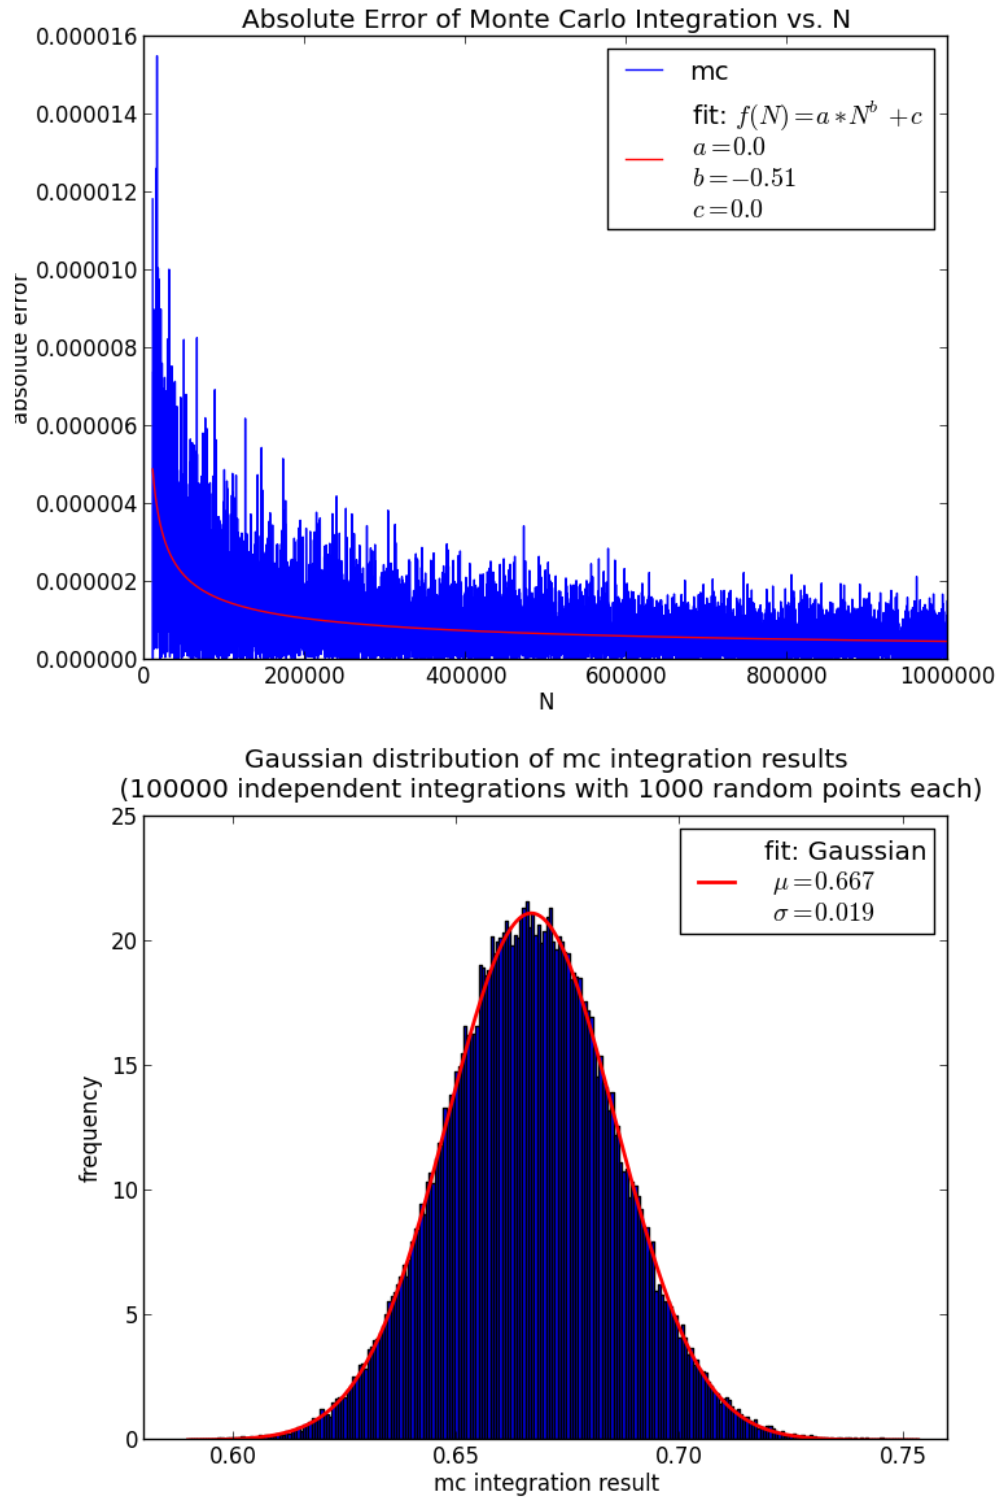 Absolute Error of Monte Carlo Integration vs. N
0.000016
0.000014
0.000012
0.000010
0.000008
0.000006
0.000004
0.000002
0.000000
absolute error
mc
fit: f(N)=a*N^b +c
a=0.0
b=−0.51
c=0.0
0 200000 400000 600000 800000 1000000
N
Gaussian distribution of mc integration results
(100000 independent integrations with 1000 random points each)
25
20
15
10
5
0
frequency
fit: Gaussian
μ=0.667
σ=0.019
0.60 0.65 0.70 0.75
mc integration result